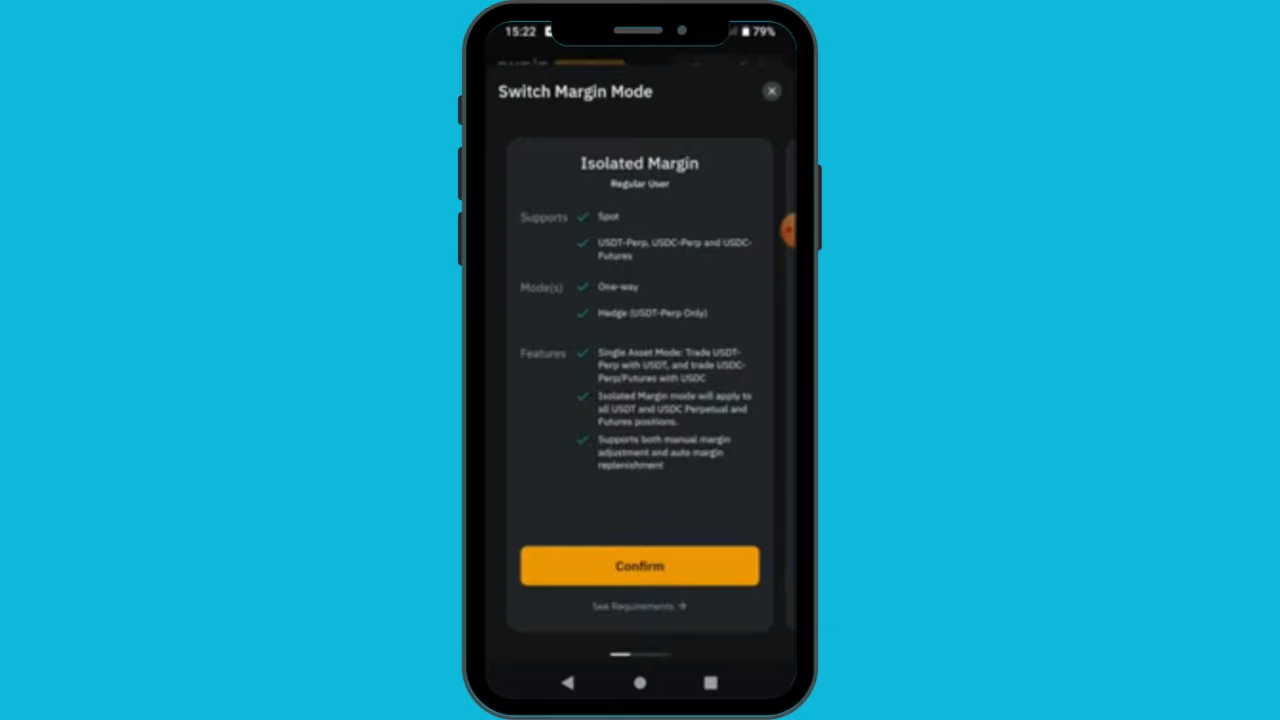 15:22
79%
Switch Margin Mode
Isolated Margin
Regular User
Supports
Spot
USDT-Perp, USDC-Perp and USDC-
Futures
Mode(s)
One-way
Hedge (USDT-Perp Only)
Features
Single Asset Mode: Trade USDT-
Perp with USDT, and trade USDC-
Perp/Futures with USDC
Isolated Margin mode will apply to
all USDT and USDC Perpetual and
Futures positions.
Supports both manual margin
adjustment and auto margin
replenishment
Confirm
See Requirements →